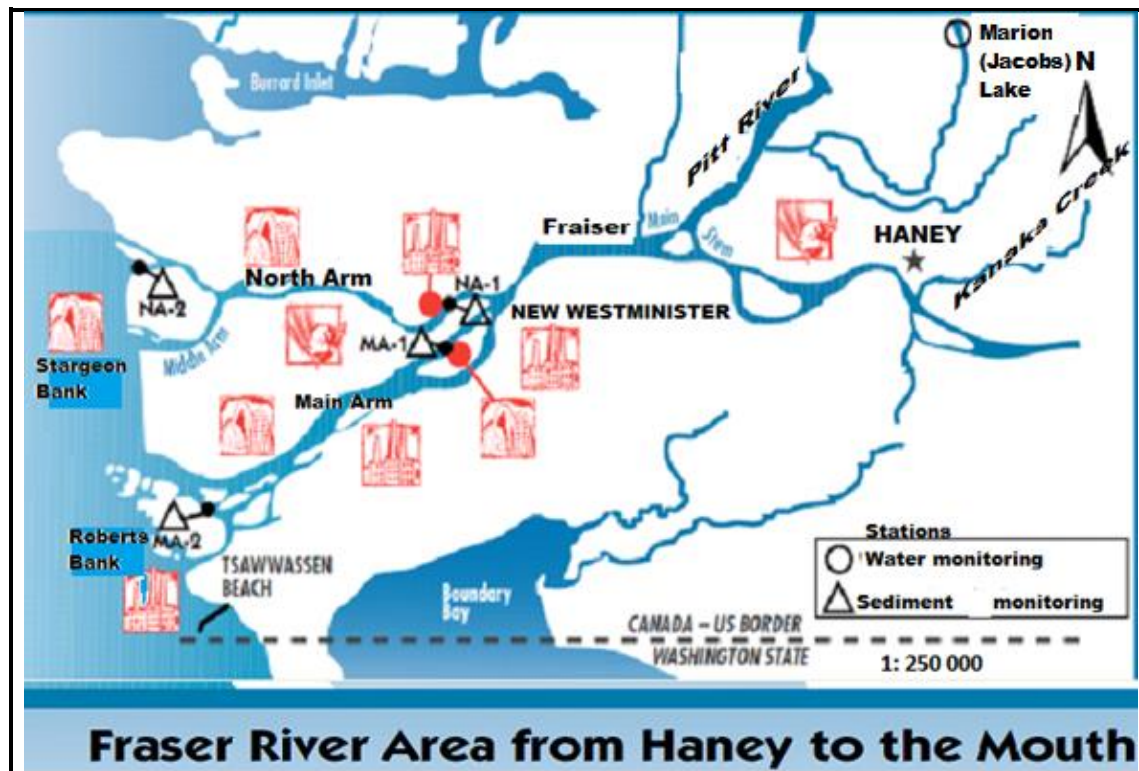 Marion
(Jacobs) N
Lake
Burrard Inlet
Pitt River
Kanaka Creek
Fraiser
Main
Stem
HANEY
North Arm
NA-1
NA-2
NEW WESTMINISTER
MA-1
Middle Arm
Stargeon
Bank
Main Arm
Roberts
Bank
MA-2
TSAWWASSEN
BEACH
Boundary
Bay
Stations
Water monitoring
Sediment monitoring
CANADA – US BORDER
WASHINGTON STATE
1: 250 000
Fraser River Area from Haney to the Mouth